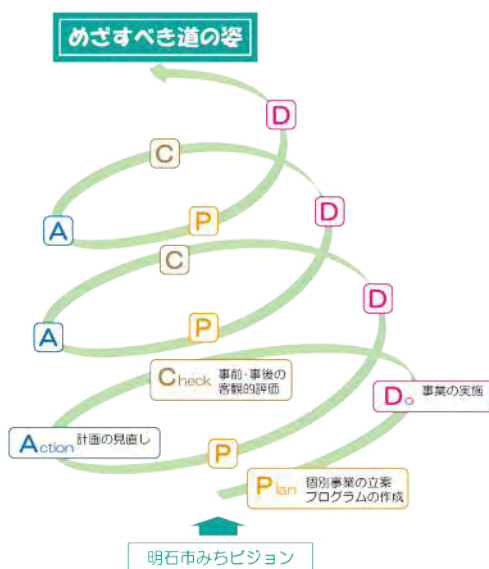 めざすべき道の姿
D
C
D
P
A
C
D
P
A
Check 事前・事後の
客観的評価
Do 事業の実施
Action 計画の見直し
P
Plan 個別事業の立案
プログラムの作成
明石市みちビジョン